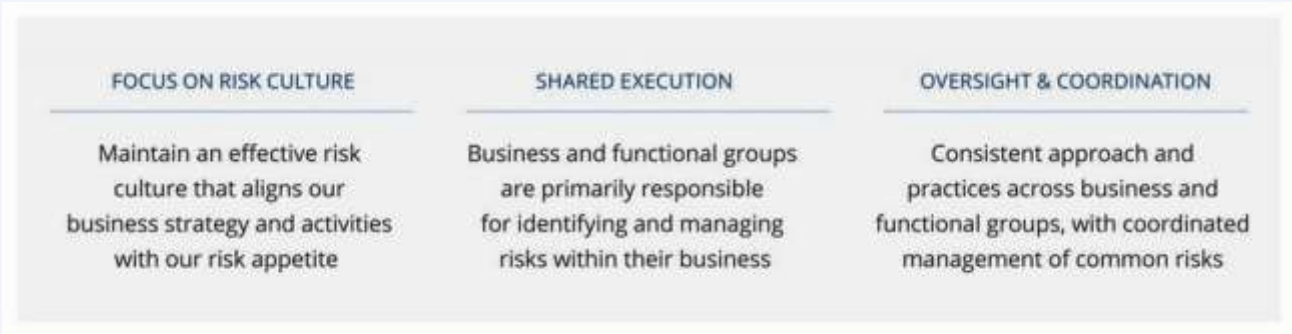 FOCUS ON RISK CULTURE
Maintain an effective risk
culture that aligns our
business strategy and activities
with our risk appetite
SHARED EXECUTION
Business and functional groups
are primarily responsible
for identifying and managing
risks within their business
OVERSIGHT & COORDINATION
Consistent approach and
practices across business and
functional groups, with coordinated
management of common risks